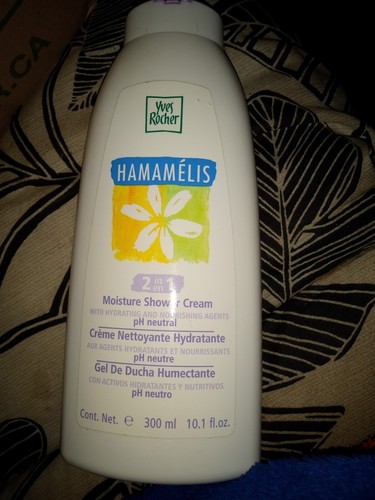 R.CA
Yves
Rocher
HAMAMÉLIS
2 in en 1
Moisture Shower Cream
WITH HYDRATING AND NOURISHING AGENTS
pH neutral
Crème Nettoyante Hydratante
AUX AGENTS HYDRATANTS ET NOURRISSANTS
pH neutre
Gel De Ducha Humectante
CON ACTIVOS HIDRATANTES Y NUTRITIVOS
pH neutro
Cont. Net. ℮ 300 ml 10.1 fl.oz.